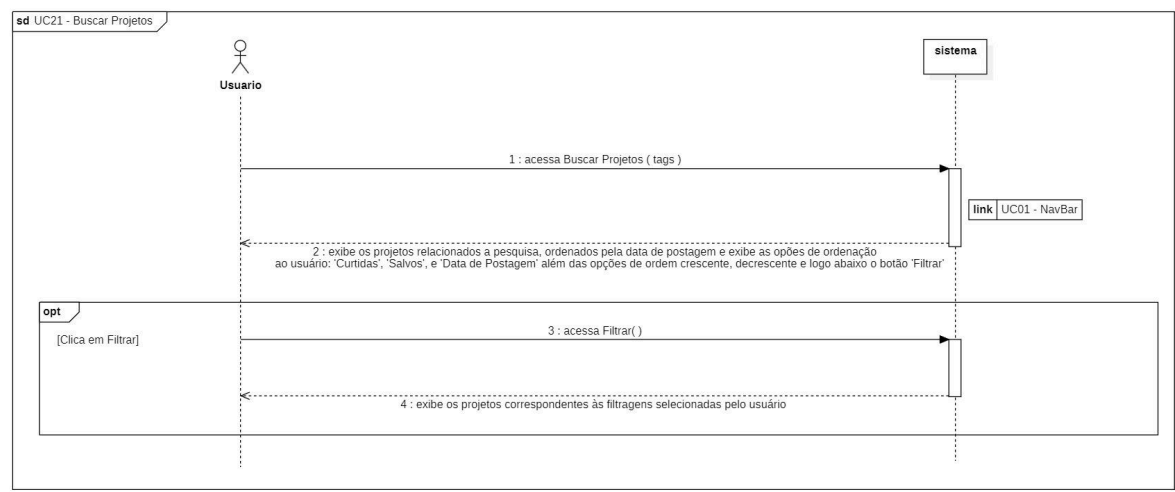 sd UC21 - Buscar Projetos
sistema
Usuario
1 : acessa Buscar Projetos ( tags )
link UC01 - NavBar
2 : exibe os projetos relacionados a pesquisa, ordenados pela data de postagem e exibe as opões de ordenação
ao usuário: 'Curtidas', 'Salvos', e 'Data de Postagem' além das opções de ordem crescente, decrescente e logo abaixo o botão 'Filtrar'
opt
[Clica em Filtrar]
3 : acessa Filtrar( )
4 : exibe os projetos correspondentes às filtragens selecionadas pelo usuário